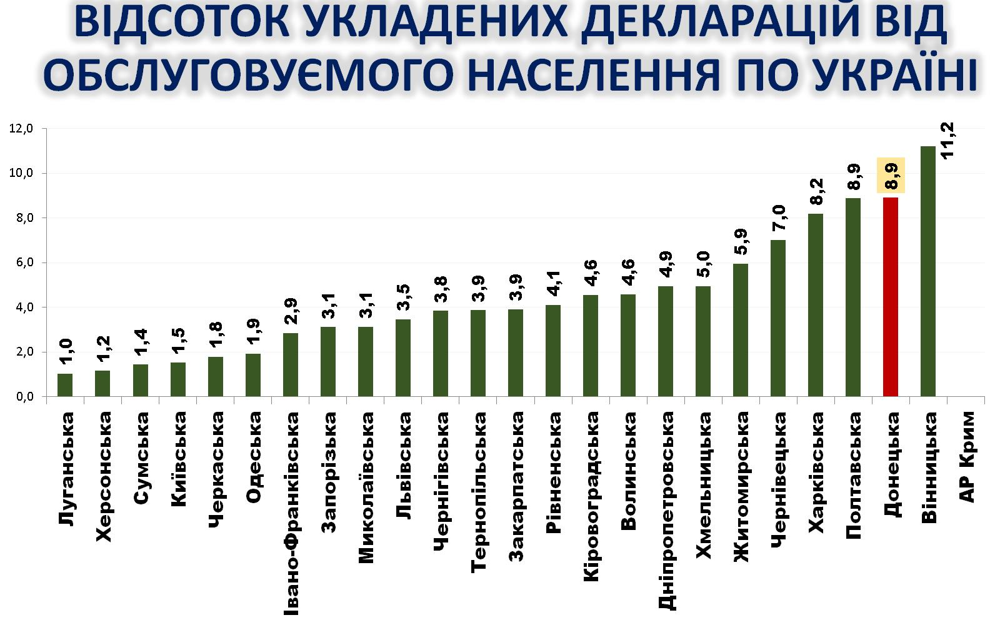 ВІДСОТОК УКЛАДЕНИХ ДЕКЛАРАЦІЙ ВІД
ОБСЛУГОВУЄМОГО НАСЕЛЕННЯ ПО УКРАЇНІ
12,0
10,0
8,0
6,0
4,0
2,0
0,0
1,0
1,2
1,4
1,5
1,8
1,9
2,9
3,1
3,1
3,5
3,8
3,9
3,9
4,1
4,6
4,6
4,9
5,0
5,9
7,0
8,2
8,9
8,9
11,2
Луганська
Херсонська
Сумська
Київська
Черкаська
Одеська
Івано-Франківська
Запорізька
Миколаївська
Львівська
Чернігівська
Тернопільська
Закарпатська
Рівненська
Кіровоградська
Волинська
Дніпропетровська
Хмельницька
Житомирська
Чернівецька
Харківська
Полтавська
Донецька
Вінницька
АР Крим